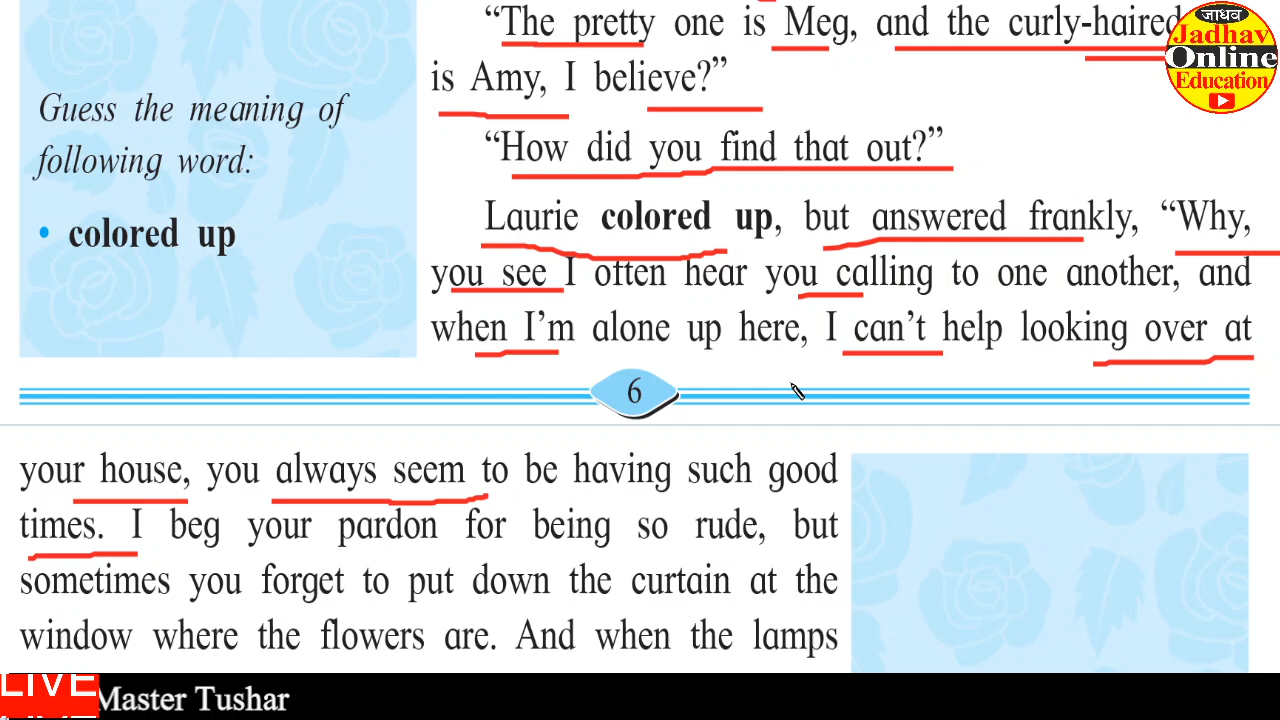 “The pretty one is Meg, and the curly-haired
is Amy, I believe?”
“How did you find that out?”
Laurie colored up, but answered frankly, “Why,
you see I often hear you calling to one another, and
when I’m alone up here, I can’t help looking over at
Guess the meaning of
following word:
• colored up
जाधव
Jadhav
Online
Education
6
your house, you always seem to be having such good
times. I beg your pardon for being so rude, but
sometimes you forget to put down the curtain at the
window where the flowers are. And when the lamps
LIVE
Master Tushar